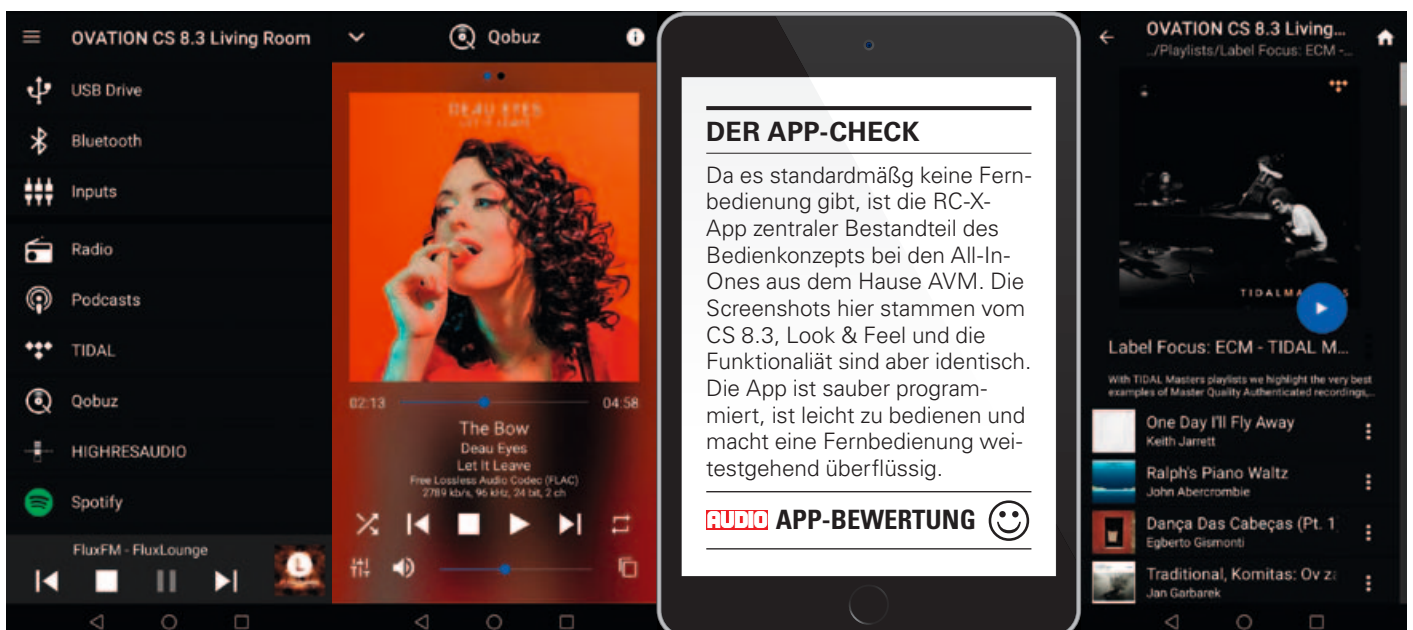 OVATION CS 8.3 Living Room
USB Drive
Bluetooth
Inputs
Radio
Podcasts
TIDAL
Qobuz
HIGHRESAUDIO
Spotify
FluxFM - FluxLounge
L
Qobuz
DEAU EYES
LET IT LEAVE
02:13
04:58
The Bow
Deau Eyes
Let It Leave
Free Lossless Audio Codec (FLAC)
2789 kb/s, 96 kHz, 24 bit, 2 ch
DER APP-CHECK
Da es standardmäßg keine Fern-
bedienung gibt, ist die RC-X-
App zentraler Bestandteil des
Bedienkonzepts bei den All-In-
Ones aus dem Hause AVM. Die
Screenshots hier stammen vom
CS 8.3, Look & Feel und die
Funktionaliät sind aber identisch.
Die App ist sauber program-
miert, ist leicht zu bedienen und
macht eine Fernbedienung wei-
testgehend überflüssig.
AUDIO APP-BEWERTUNG
OVATION CS 8.3 Living...
../Playlists/Label Focus: ECM -...
TIDAL
Label Focus: ECM - TIDAL M...
With TIDAL Masters playlists we highlight the very best
examples of Master Quality Authenticated recordings,...
One Day I'll Fly Away
Keith Jarrett
Ralph's Piano Waltz
John Abercrombie
Dança Das Cabeças (Pt. 1
Egberto Gismonti
Traditional, Komitas: Ov
Jan Garbarek